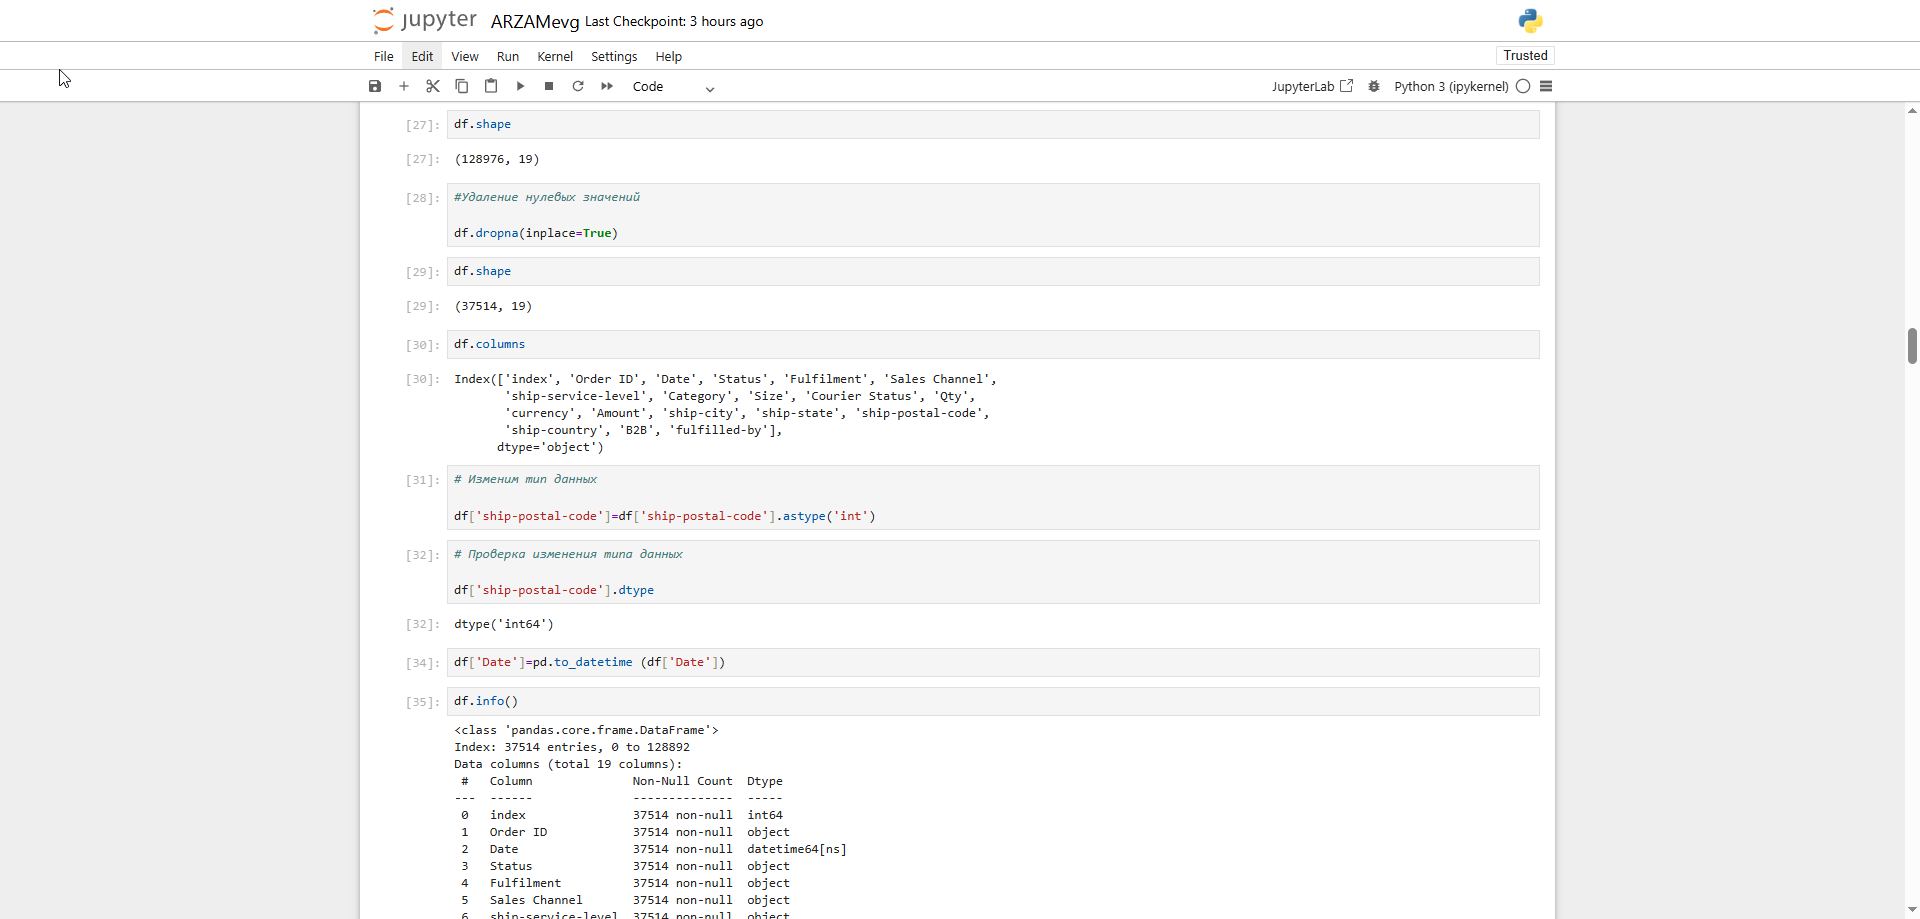 jupyter ARZAMevg Last Checkpoint: 3 hours ago
File Edit View Run Kernel Settings Help Trusted
Code JupyterLab Python 3 (ipykernel)
[27]: df.shape
[27]: (128976, 19)
[28]: #Удаление нулевых значений
df.dropna(inplace=True)
[29]: df.shape
[29]: (37514, 19)
[30]: df.columns
[30]: Index(['index', 'Order ID', 'Date', 'Status', 'Fulfilment', 'Sales Channel',
'ship-service-level', 'Category', 'Size', 'Courier Status', 'Qty',
'currency', 'Amount', 'ship-city', 'ship-state', 'ship-postal-code',
'ship-country', 'B2B', 'fulfilled-by'],
dtype='object')
[31]: # Изменим тип данных
df['ship-postal-code']=df['ship-postal-code'].astype('int')
[32]: # Проверка изменения типа данных
df['ship-postal-code'].dtype
[32]: dtype('int64')
[34]: df['Date']=pd.to_datetime (df['Date'])
[35]: df.info()
<class 'pandas.core.frame.DataFrame'>
Index: 37514 entries, 0 to 128892
Data columns (total 19 columns):
# Column Non-Null Count Dtype
--- ------ -------------- -----
0 index 37514 non-null int64
1 Order ID 37514 non-null object
2 Date 37514 non-null datetime64[ns]
3 Status 37514 non-null object
4 Fulfilment 37514 non-null object
5 Sales Channel 37514 non-null object
6 ship-service-level 37514 non-null object